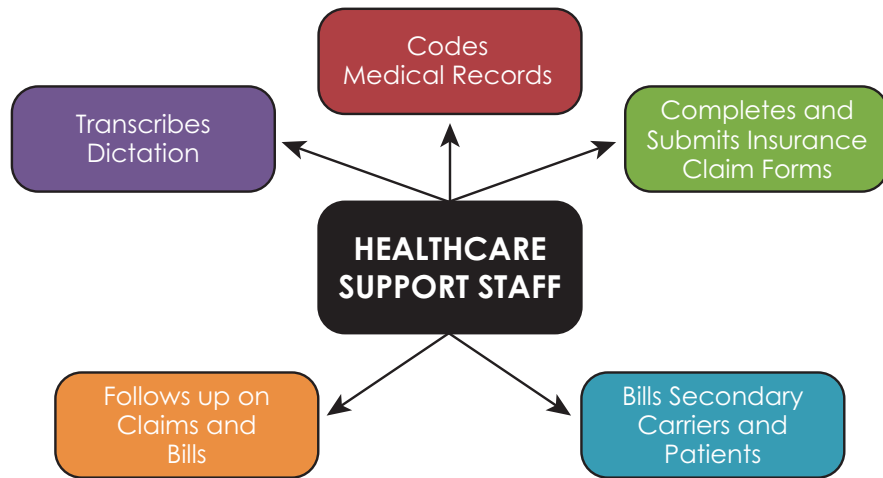 Codes
Medical Records
Transcribes
Dictation
Completes and
Submits Insurance
Claim Forms
HEALTHCARE
SUPPORT STAFF
Follows up on
Claims and
Bills
Bills Secondary
Carriers and
Patients